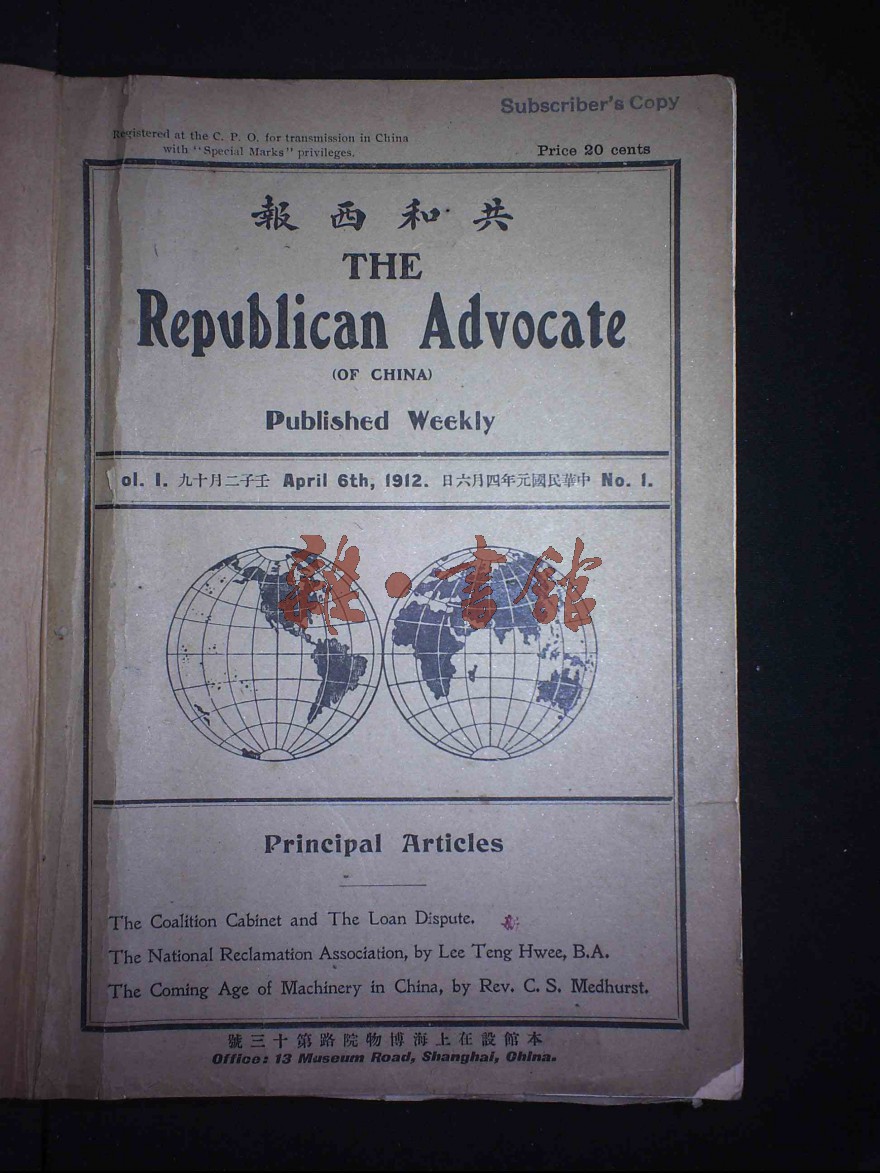 Subscriber's Copy
Registered at the C. P. O. for transmission in China
with "Special Marks" privileges.
Price 20 cents
報西和共
THE
Republican Advocate
(OF CHINA)
Published Weekly
ol. I. 九十月二子壬 April 6th, 1912. 日六月四年元國民華中 No. 1.
雜·書館
Principal Articles
The Coalition Cabinet and The Loan Dispute.
The National Reclamation Association, by Lee Teng Hwee, B.A.
The Coming Age of Machinery in China, by Rev. C. S. Medhurst.
號三十第路院物博海上在設館本
Office: 13 Museum Road, Shanghai, China.